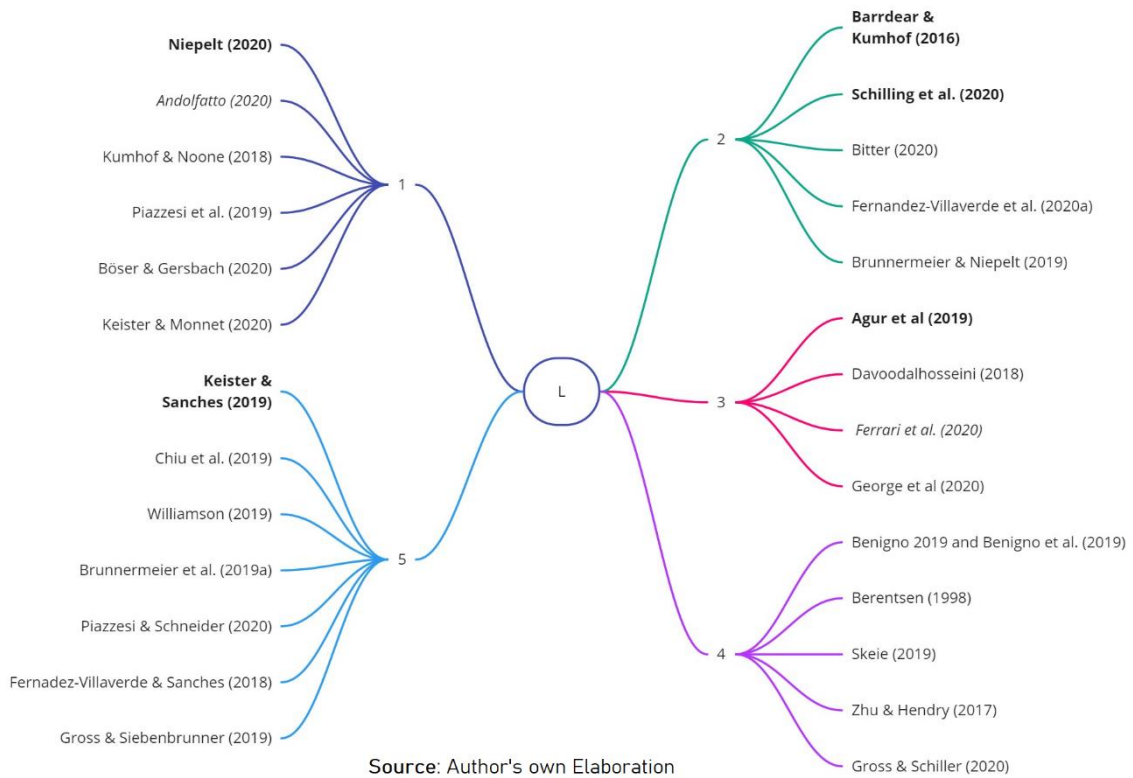 Niepelt (2020)
Andolfatto (2020)
Kumhof & Noone (2018)
Piazzesi et al. (2019)
Böser & Gersbach (2020)
Keister & Monnet (2020)
1
Keister &
Sanches (2019)
Chiu et al. (2019)
Williamson (2019)
Brunnermeier et al. (2019a)
Piazzesi & Schneider (2020)
Fernadez-Villaverde & Sanches (2018)
Gross & Siebenbrunner (2019)
5
L
Barrdear &
Kumhof (2016)
Schilling et al. (2020)
Bitter (2020)
Fernandez-Villaverde et al. (2020a)
Brunnermeier & Niepelt (2019)
2
Agur et al (2019)
Davoodalhosseini (2018)
Ferrari et al. (2020)
George et al (2020)
3
Benigno 2019 and Benigno et al. (2019)
Berentsen (1998)
Skeie (2019)
Zhu & Hendry (2017)
Gross & Schiller (2020)
4
Source: Author's own Elaboration